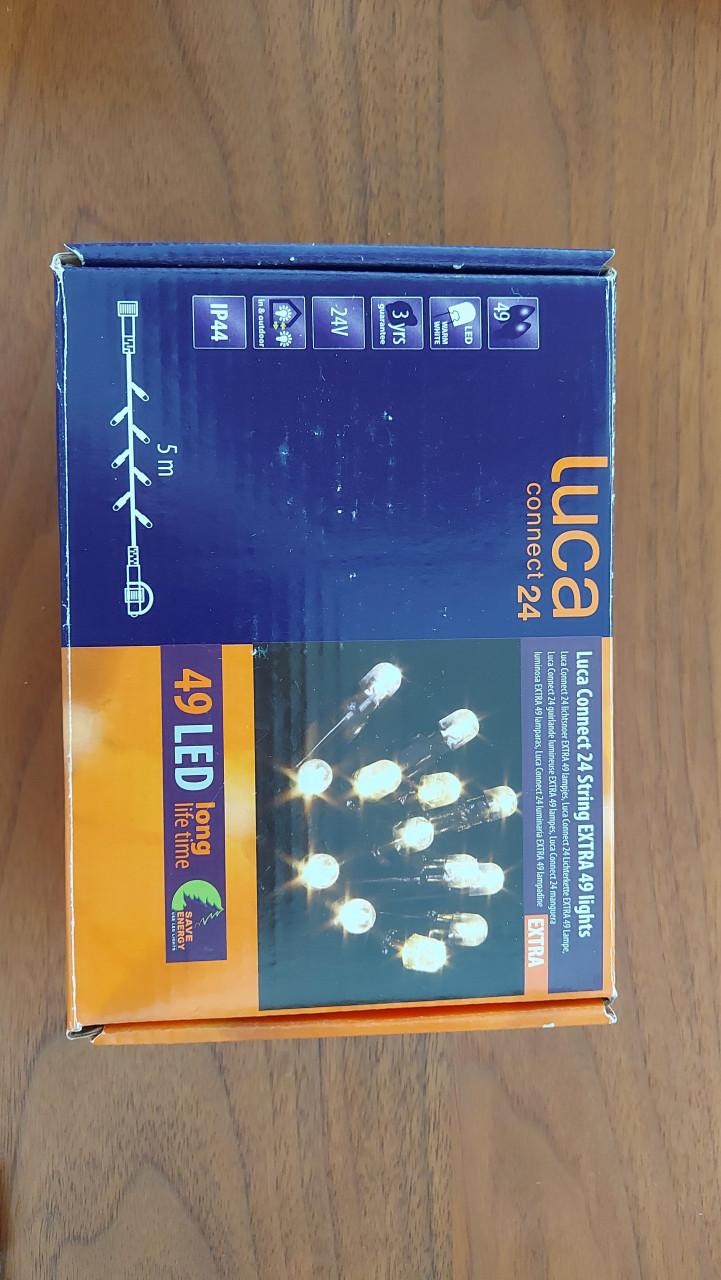 luca
connect 24
49
LED
WARM
WHITE
3 yrs
guarantee
24V
in & outdoor
IP44
5 m
Luca Connect 24 String EXTRA 49 lights
Luca Connect 24 lichtsnoer EXTRA 49 lampjes, Luca Connect 24 Lichterkette EXTRA 49 Lampe,
Luca Connect 24 guirlande lumineuse EXTRA 49 lampes, Luca Connect 24 manguera
luminosa EXTRA 49 lamparas, Luca Connect 24 luminaria EXTRA 49 lampadine
EXTRA
49 LED long
life time
SAVE
ENERGY
USE LED LIGHTS